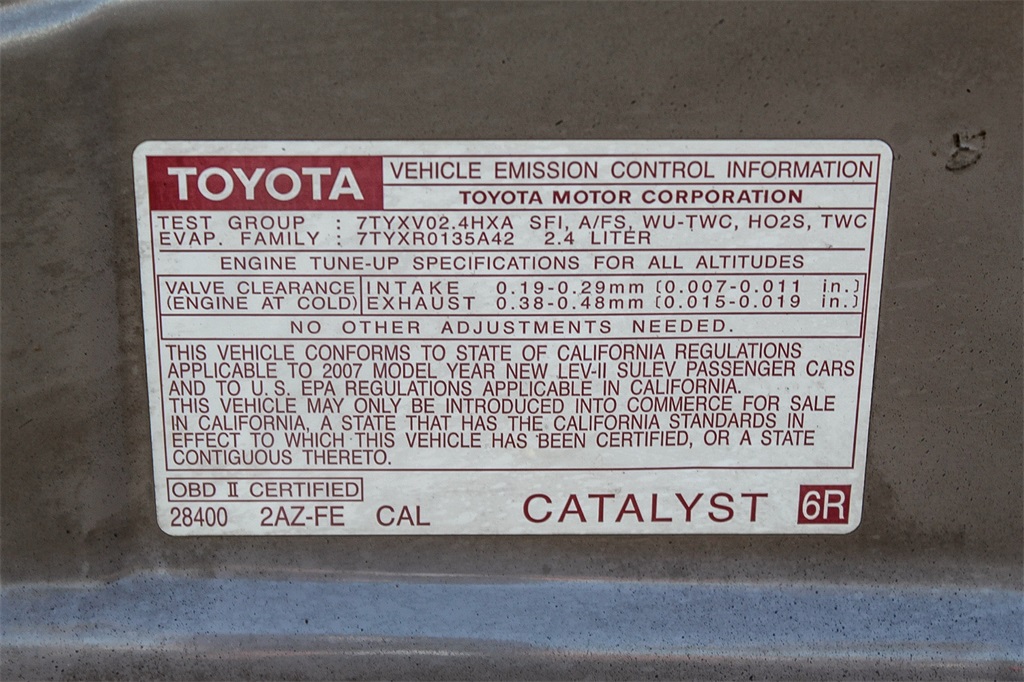 TOYOTA VEHICLE EMISSION CONTROL INFORMATION
TOYOTA MOTOR CORPORATION
TEST GROUP : 7TYXV02.4HXA SFI, A/FS, WU-TWC, HO2S, TWC
EVAP. FAMILY : 7TYXR0135A42 2.4 LITER
ENGINE TUNE-UP SPECIFICATIONS FOR ALL ALTITUDES
VALVE CLEARANCE INTAKE 0.19-0.29mm (0.007-0.011 in.)
(ENGINE AT COLD) EXHAUST 0.38-0.48mm (0.015-0.019 in.)
NO OTHER ADJUSTMENTS NEEDED.
THIS VEHICLE CONFORMS TO STATE OF CALIFORNIA REGULATIONS
APPLICABLE TO 2007 MODEL YEAR NEW LEV-II SULEV PASSENGER CARS
AND TO U.S. EPA REGULATIONS APPLICABLE IN CALIFORNIA.
THIS VEHICLE MAY ONLY BE INTRODUCED INTO COMMERCE FOR SALE
IN CALIFORNIA, A STATE THAT HAS THE CALIFORNIA STANDARDS IN
EFFECT TO WHICH THIS VEHICLE HAS BEEN CERTIFIED, OR A STATE
CONTIGUOUS THERETO.
OBD II CERTIFIED
28400 2AZ-FE CAL CATALYST 6R